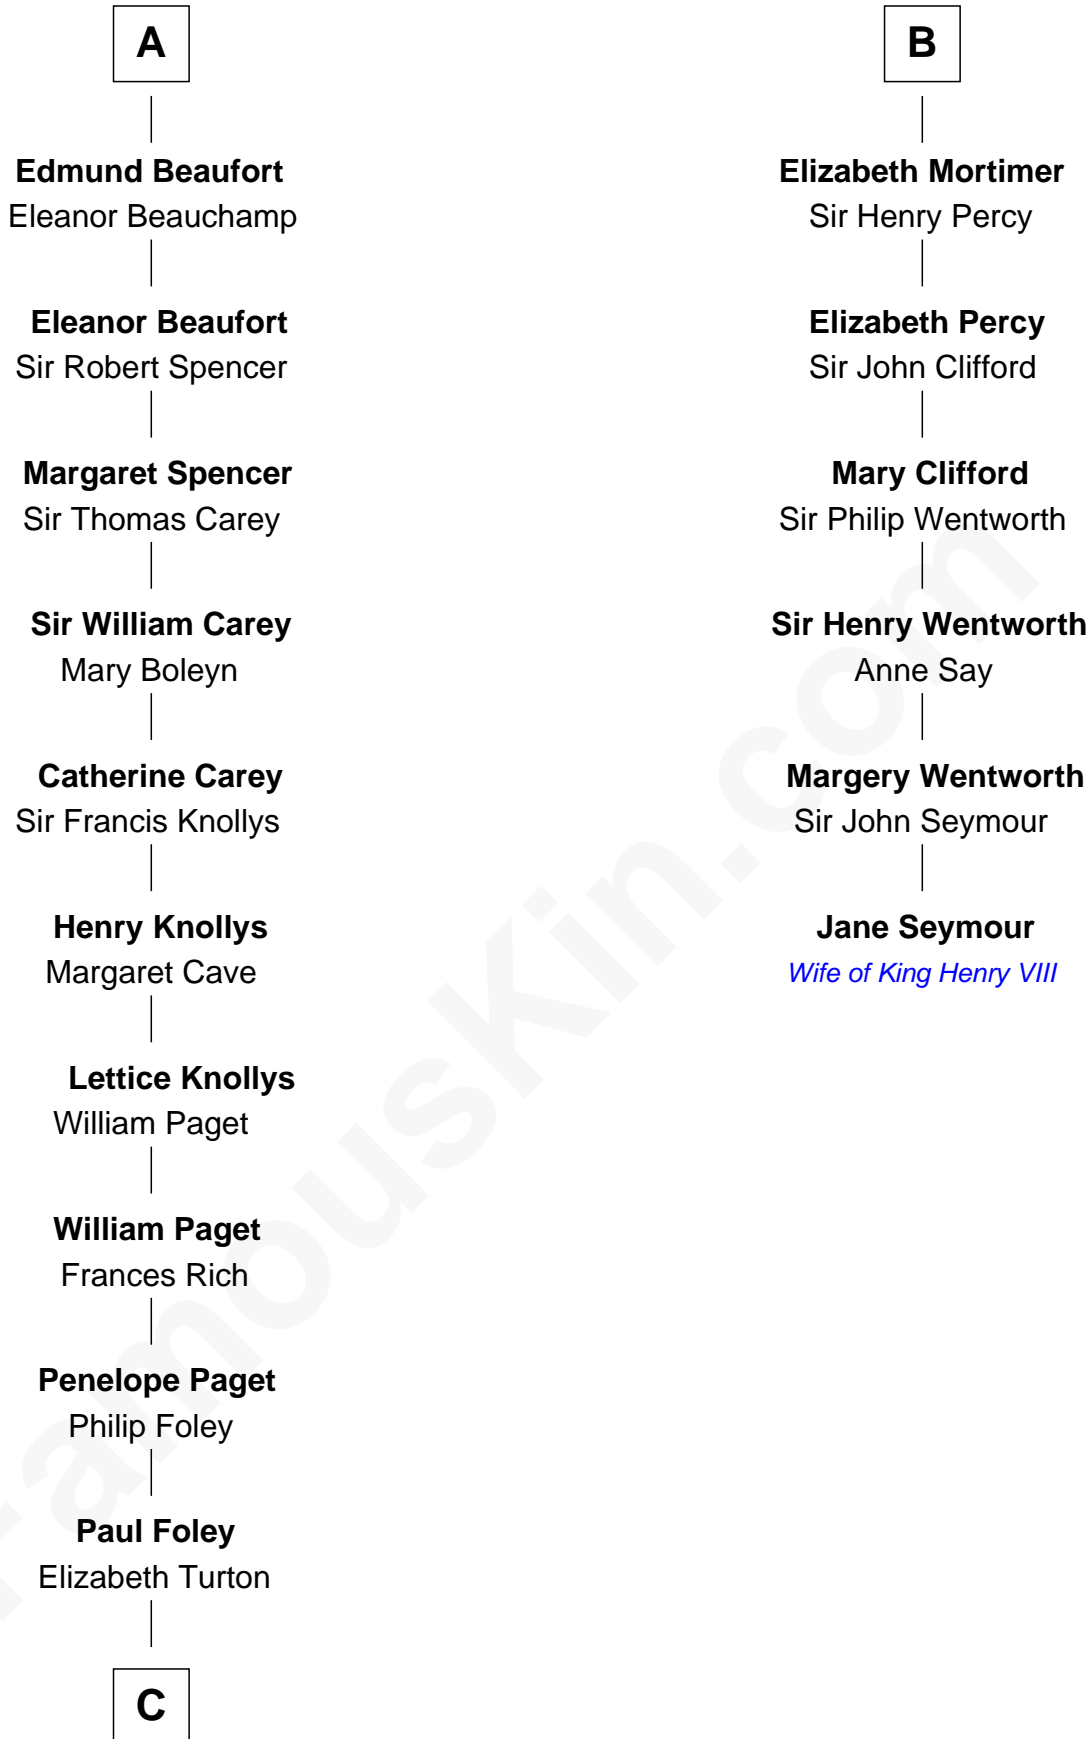 A
Edmund Beaufort
Eleanor Beauchamp
Eleanor Beaufort
Sir Robert Spencer
Margaret Spencer
Sir Thomas Carey
Sir William Carey
Mary Boleyn
Catherine Carey
Sir Francis Knollys
Henry Knollys
Margaret Cave
Lettice Knollys
William Paget
William Paget
Frances Rich
Penelope Paget
Philip Foley
Paul Foley
Elizabeth Turton
C
B
Elizabeth Mortimer
Sir Henry Percy
Elizabeth Percy
Sir John Clifford
Mary Clifford
Sir Philip Wentworth
Sir Henry Wentworth
Anne Say
Margery Wentworth
Sir John Seymour
Jane Seymour
Wife of King Henry VIII
FamousKin.com